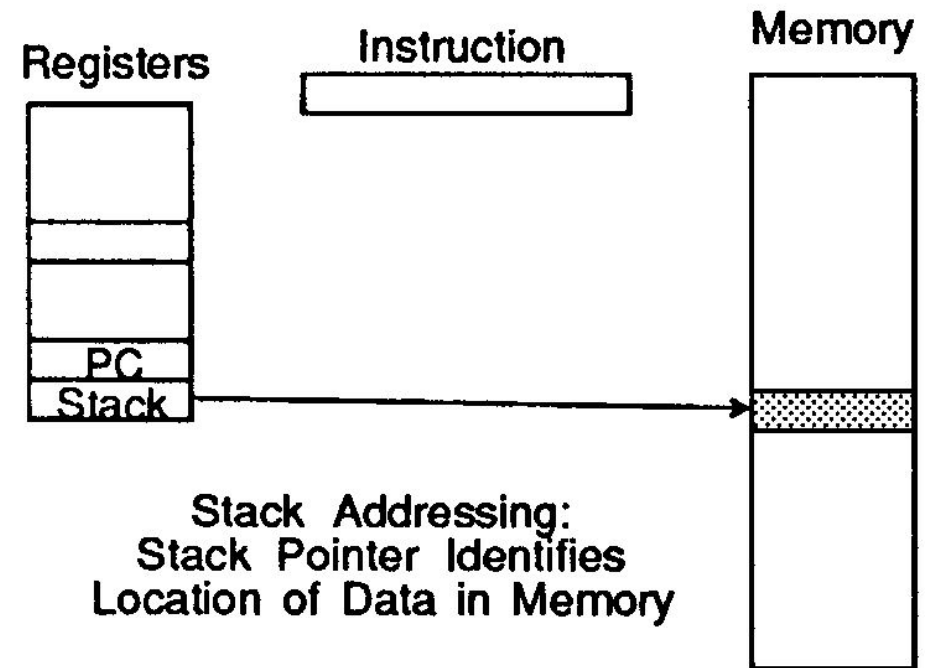 Registers
Instruction
Memory
PC
Stack
Stack Addressing:
Stack Pointer Identifies
Location of Data in Memory